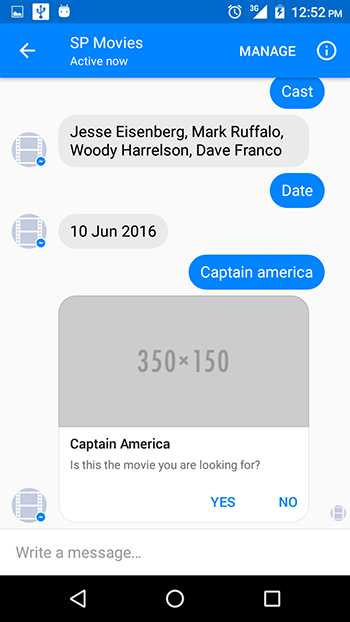 3G 12:52 PM
SP Movies
Active now
MANAGE
Cast
Jesse Eisenberg, Mark Ruffalo,
Woody Harrelson, Dave Franco
Date
10 Jun 2016
Captain america
350×150
Captain America
Is this the movie you are looking for?
YES NO
Write a message...